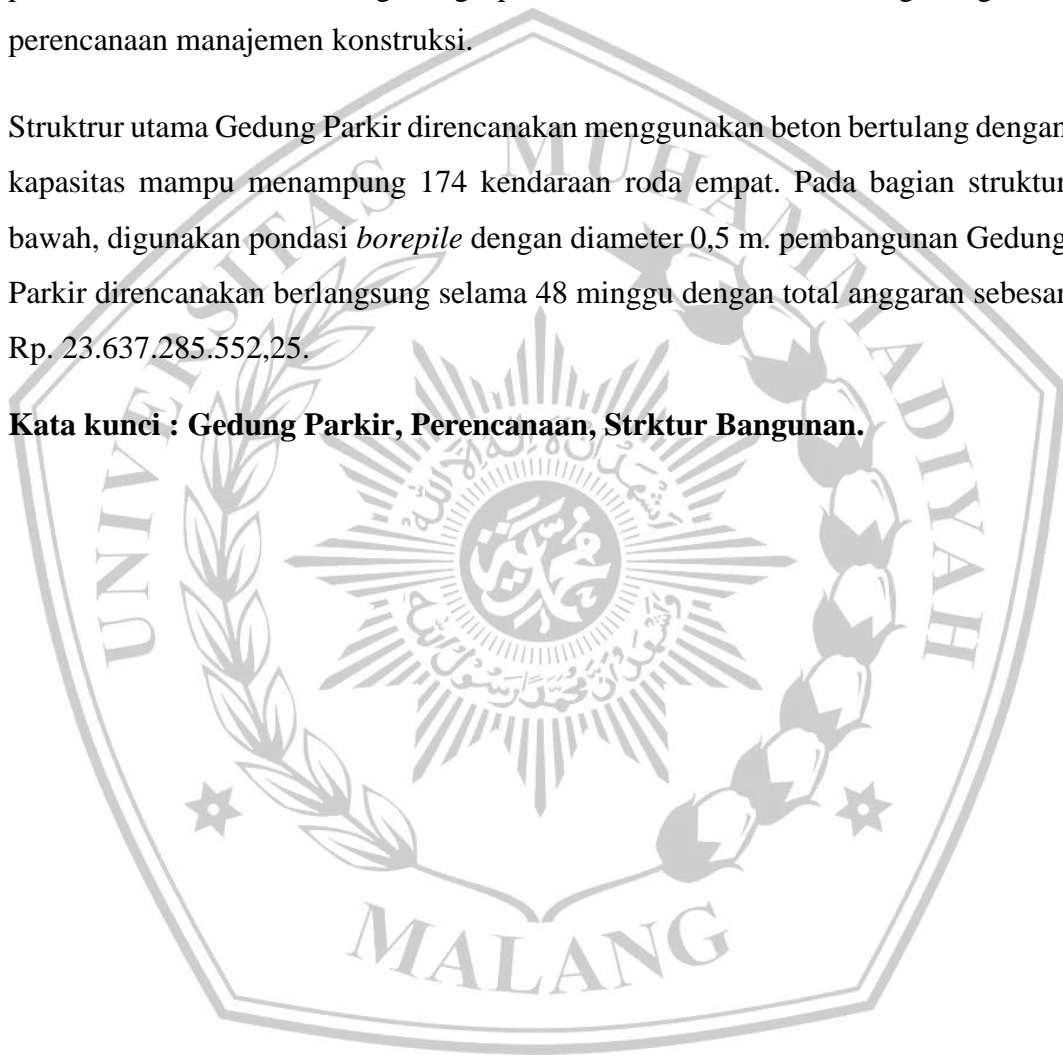 perencanaan manajemen konstruksi.
Struktrur utama Gedung Parkir direncanakan menggunakan beton bertulang dengan
kapasitas mampu menampung 174 kendaraan roda empat. Pada bagian struktur
bawah, digunakan pondasi borepile dengan diameter 0,5 m. pembangunan Gedung
Parkir direncanakan berlangsung selama 48 minggu dengan total anggaran sebesar
Rp. 23.637.285.552,25.
Kata kunci : Gedung Parkir, Perencanaan, Strktur Bangunan.
UNIVERSITAS MUHAMMADIYAH
MALANG